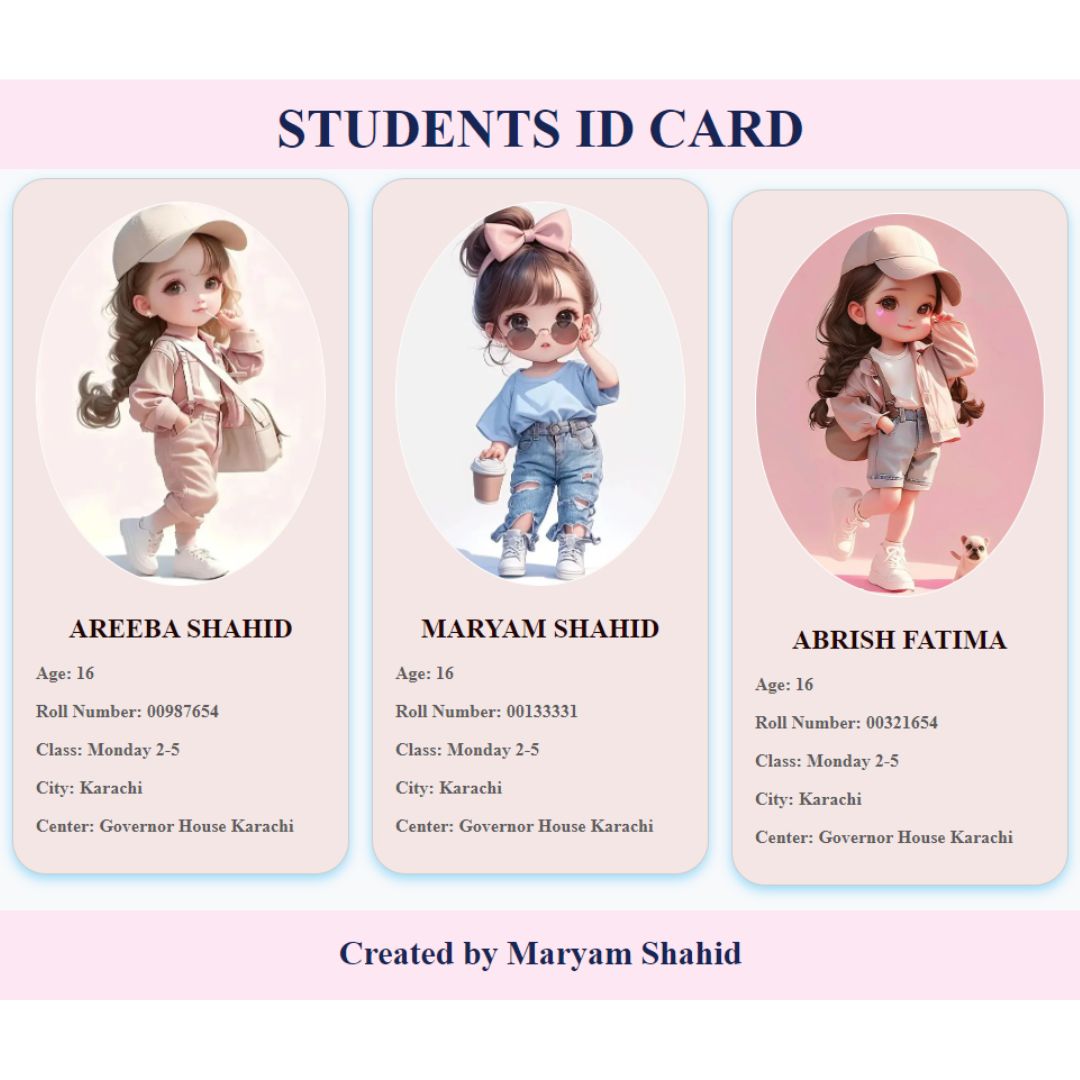 STUDENTS ID CARD
AREEBA SHAHID
Age: 16
Roll Number: 00987654
Class: Monday 2-5
City: Karachi
Center: Governor House Karachi
MARYAM SHAHID
Age: 16
Roll Number: 00133331
Class: Monday 2-5
City: Karachi
Center: Governor House Karachi
ABRISH FATIMA
Age: 16
Roll Number: 00321654
Class: Monday 2-5
City: Karachi
Center: Governor House Karachi
Created by Maryam Shahid